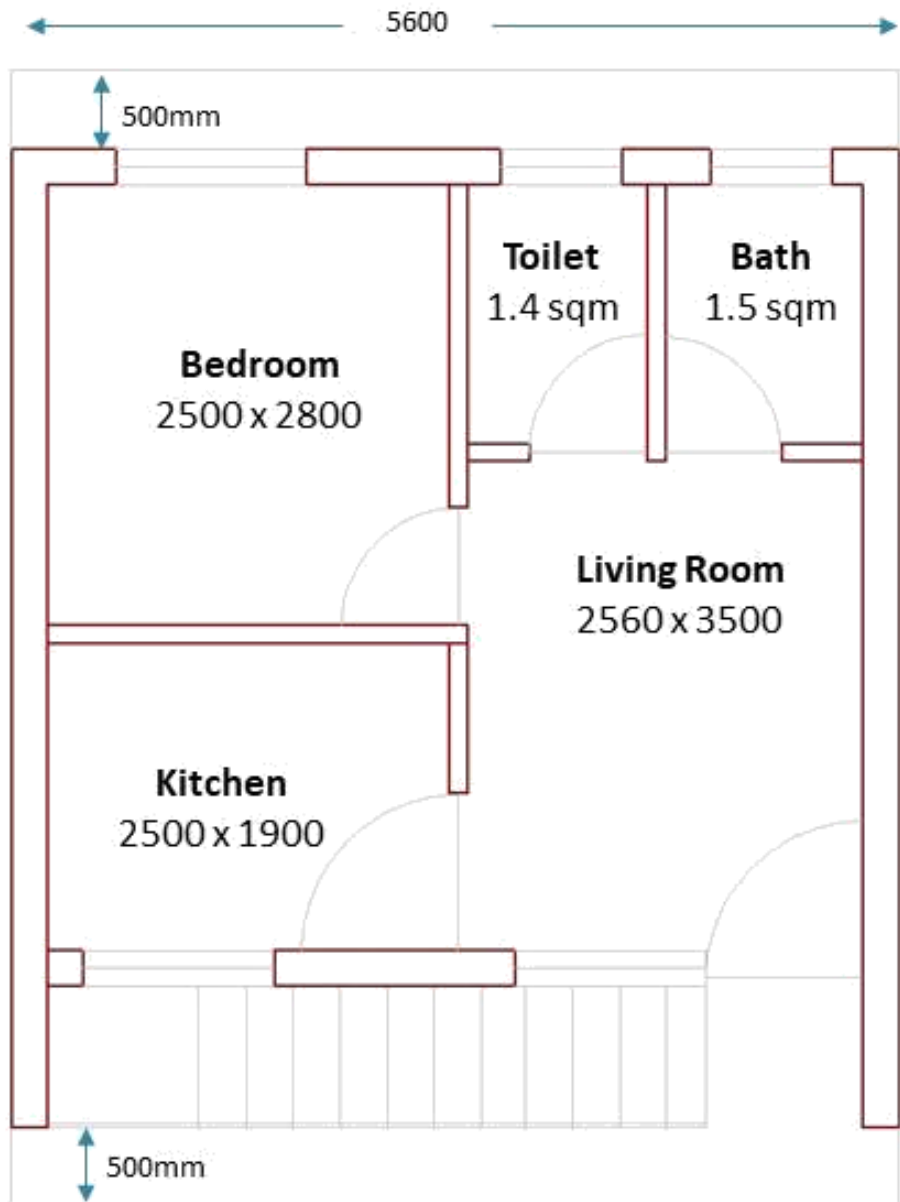 5600
500mm
Toilet
1.4 sqm
Bath
1.5 sqm
Bedroom
2500 x 2800
Living Room
2560 x 3500
Kitchen
2500 x 1900
500mm